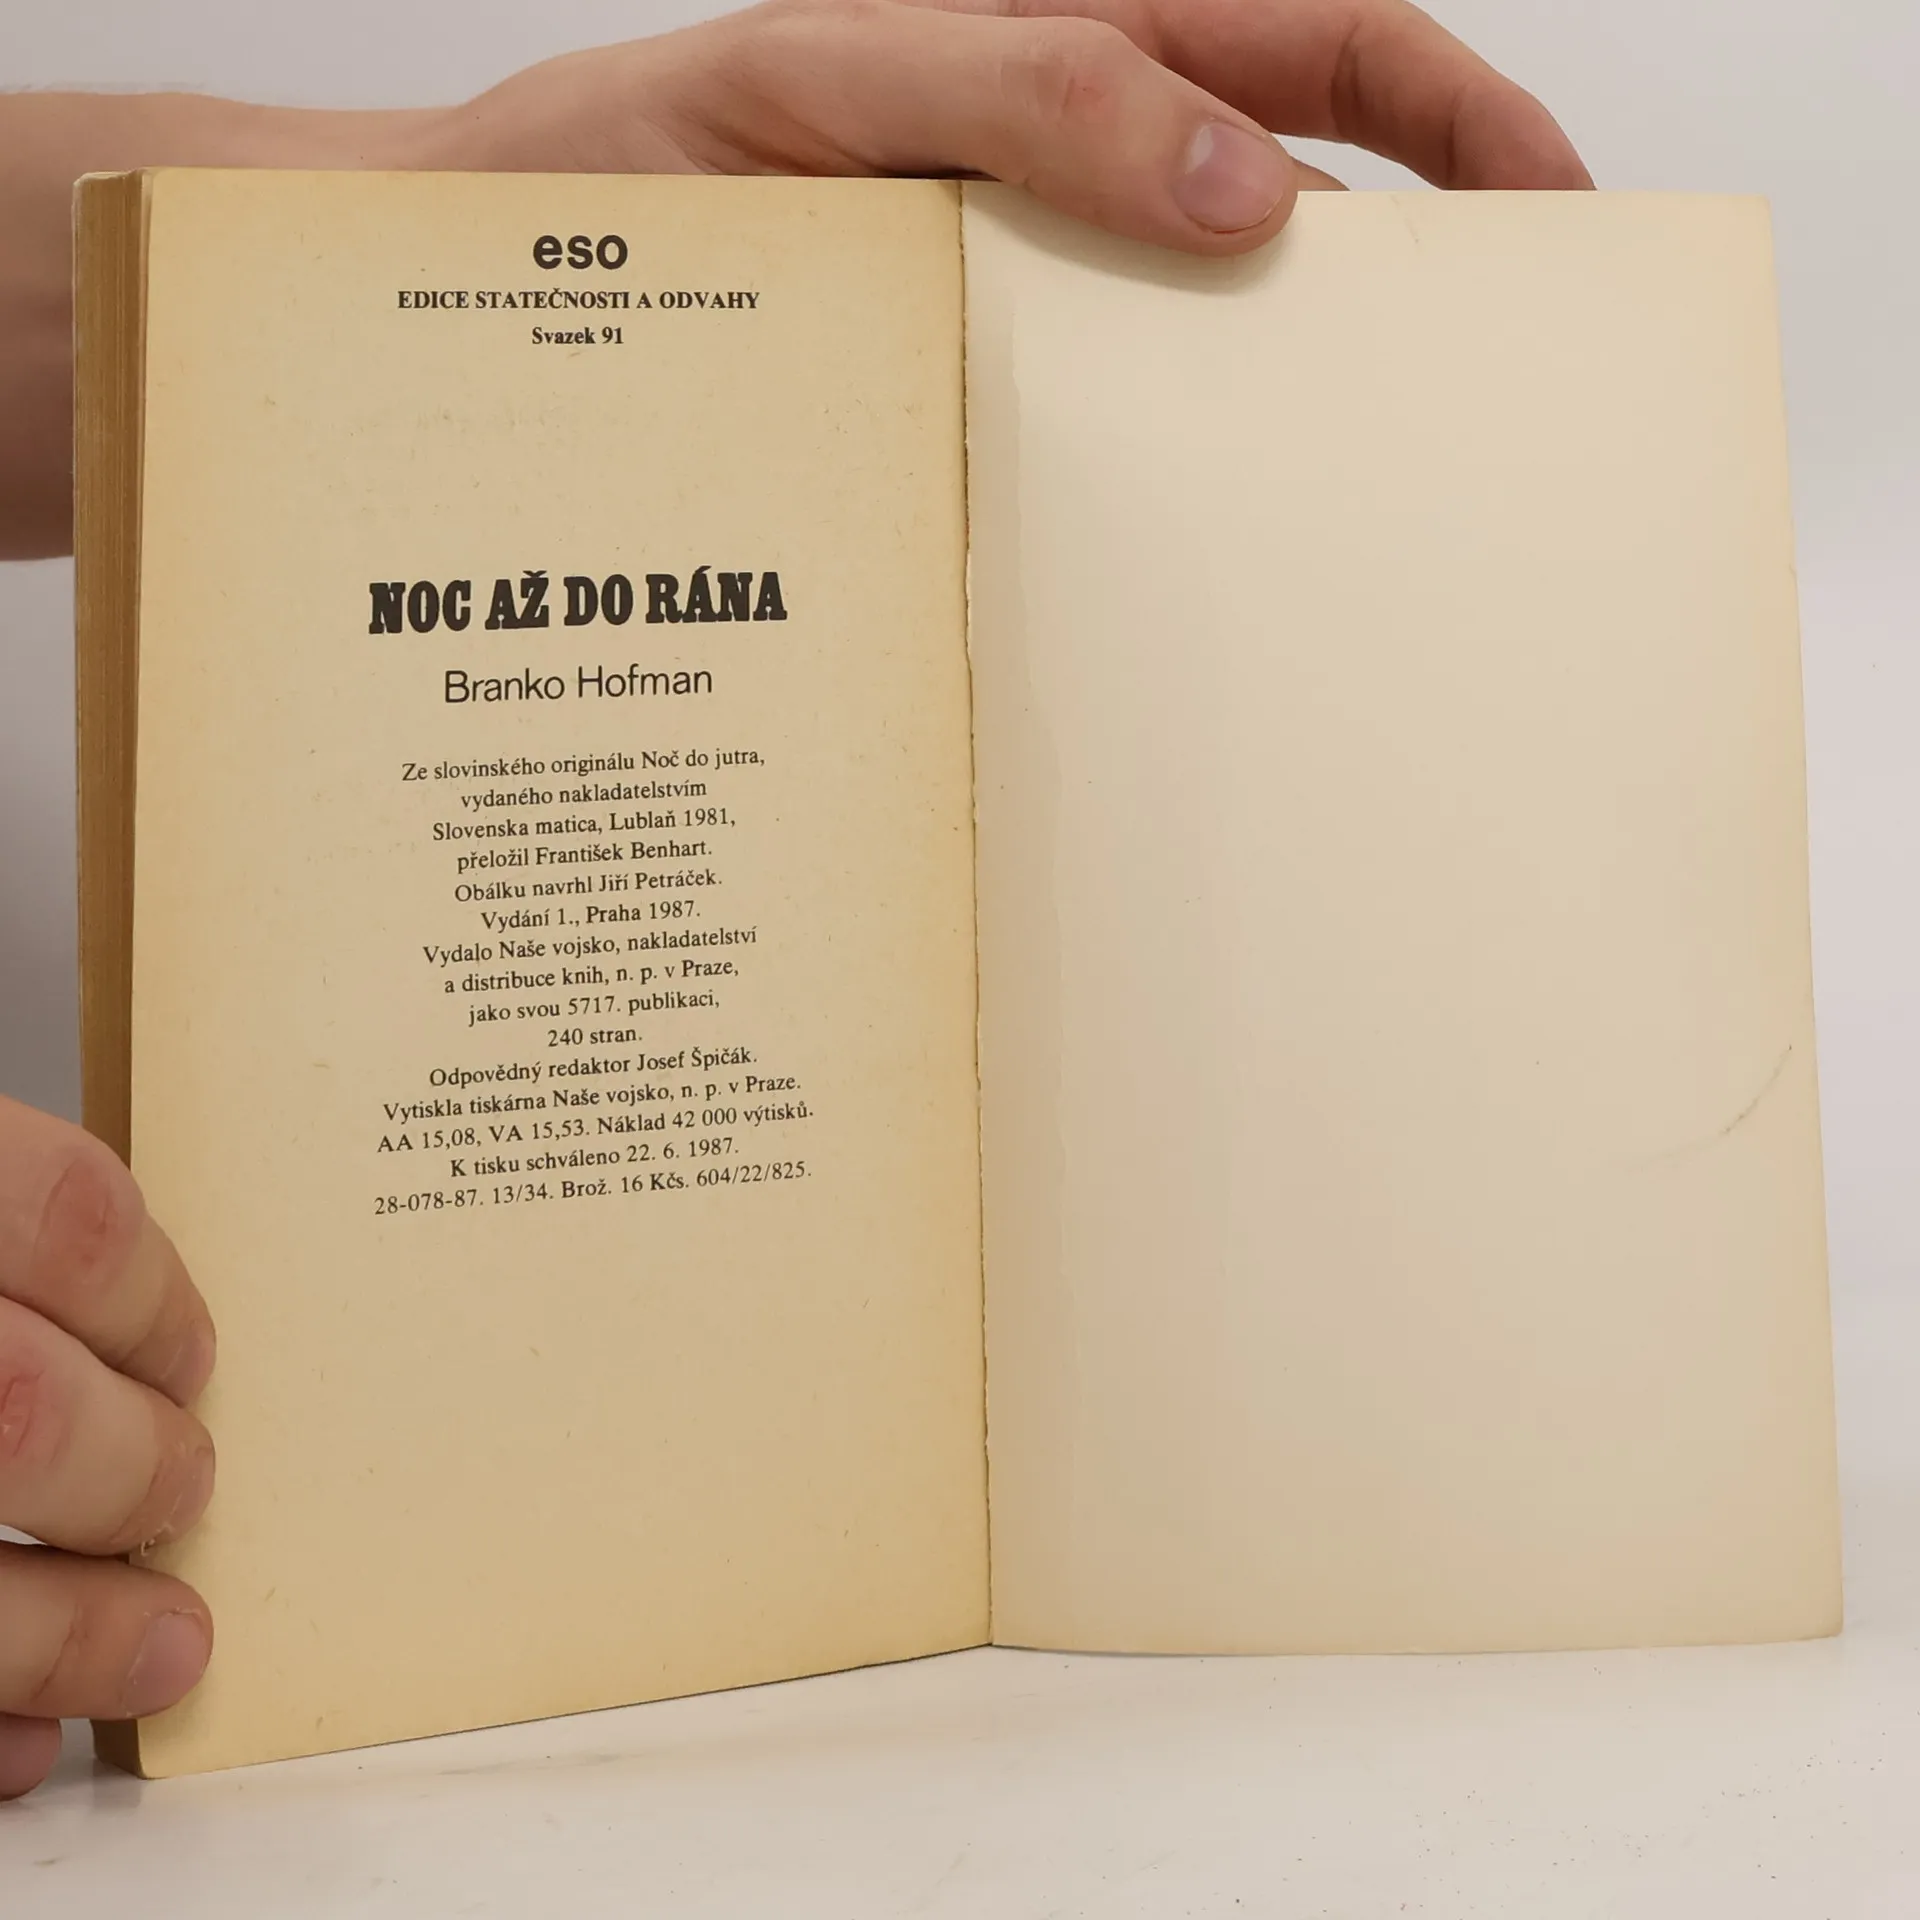 eso
EDICE STATEČNOSTI A ODVAHY
Svazek 91
NOC AŽ DO RÁNA
Branko Hofman
Ze slovinského originálu Noč do jutra,
vydaného nakladatelstvím
Slovenska matica, Lublaň 1981,
přeložil František Benhart.
Obálku navrhl Jiří Petráček.
Vydání 1., Praha 1987.
Vydalo Naše vojsko, nakladatelství
a distribuce knih, n. p. v Praze,
jako svou 5717. publikaci,
240 stran.
Odpovědný redaktor Josef Špičák.
Vytiskla tiskárna Naše vojsko, n. p. v Praze.
AA 15,08, VA 15,53. Náklad 42 000 výtisků.
K tisku schváleno 22. 6. 1987.
28-078-87. 13/34. Brož. 16 Kčs. 604/22/825.